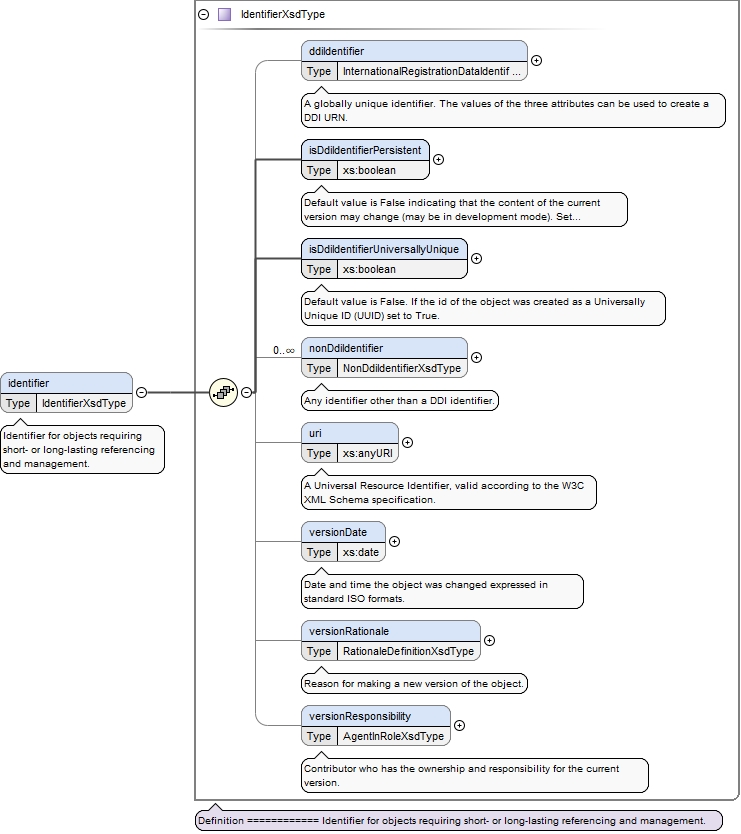 IdentifierXsdType
ddiIdentifier
Type InternationalRegistrationDataIdentif ...
A globally unique identifier. The values of the three attributes can be used to create a
DDI URN.
isDdiIdentifierPersistent
Type xs:boolean
Default value is False indicating that the content of the current
version may change (may be in development mode). Set...
isDdiIdentifierUniversallyUnique
Type xs:boolean
Default value is False. If the id of the object was created as a Universally
Unique ID (UUID) set to True.
0..∞
nonDdiIdentifier
Type NonDdiIdentifierXsdType
Any identifier other than a DDI identifier.
identifier
Type IdentifierXsdType
Identifier for objects requiring
short- or long-lasting referencing
and management.
uri
Type xs:anyURI
A Universal Resource Identifier, valid according to the W3C
XML Schema specification.
versionDate
Type xs:date
Date and time the object was changed expressed in
standard ISO formats.
versionRationale
Type RationaleDefinitionXsdType
Reason for making a new version of the object.
versionResponsibility
Type AgentInRoleXsdType
Contributor who has the ownership and responsibility for the current
version.
Definition ============ Identifier for objects requiring short- or long-lasting referencing and management.